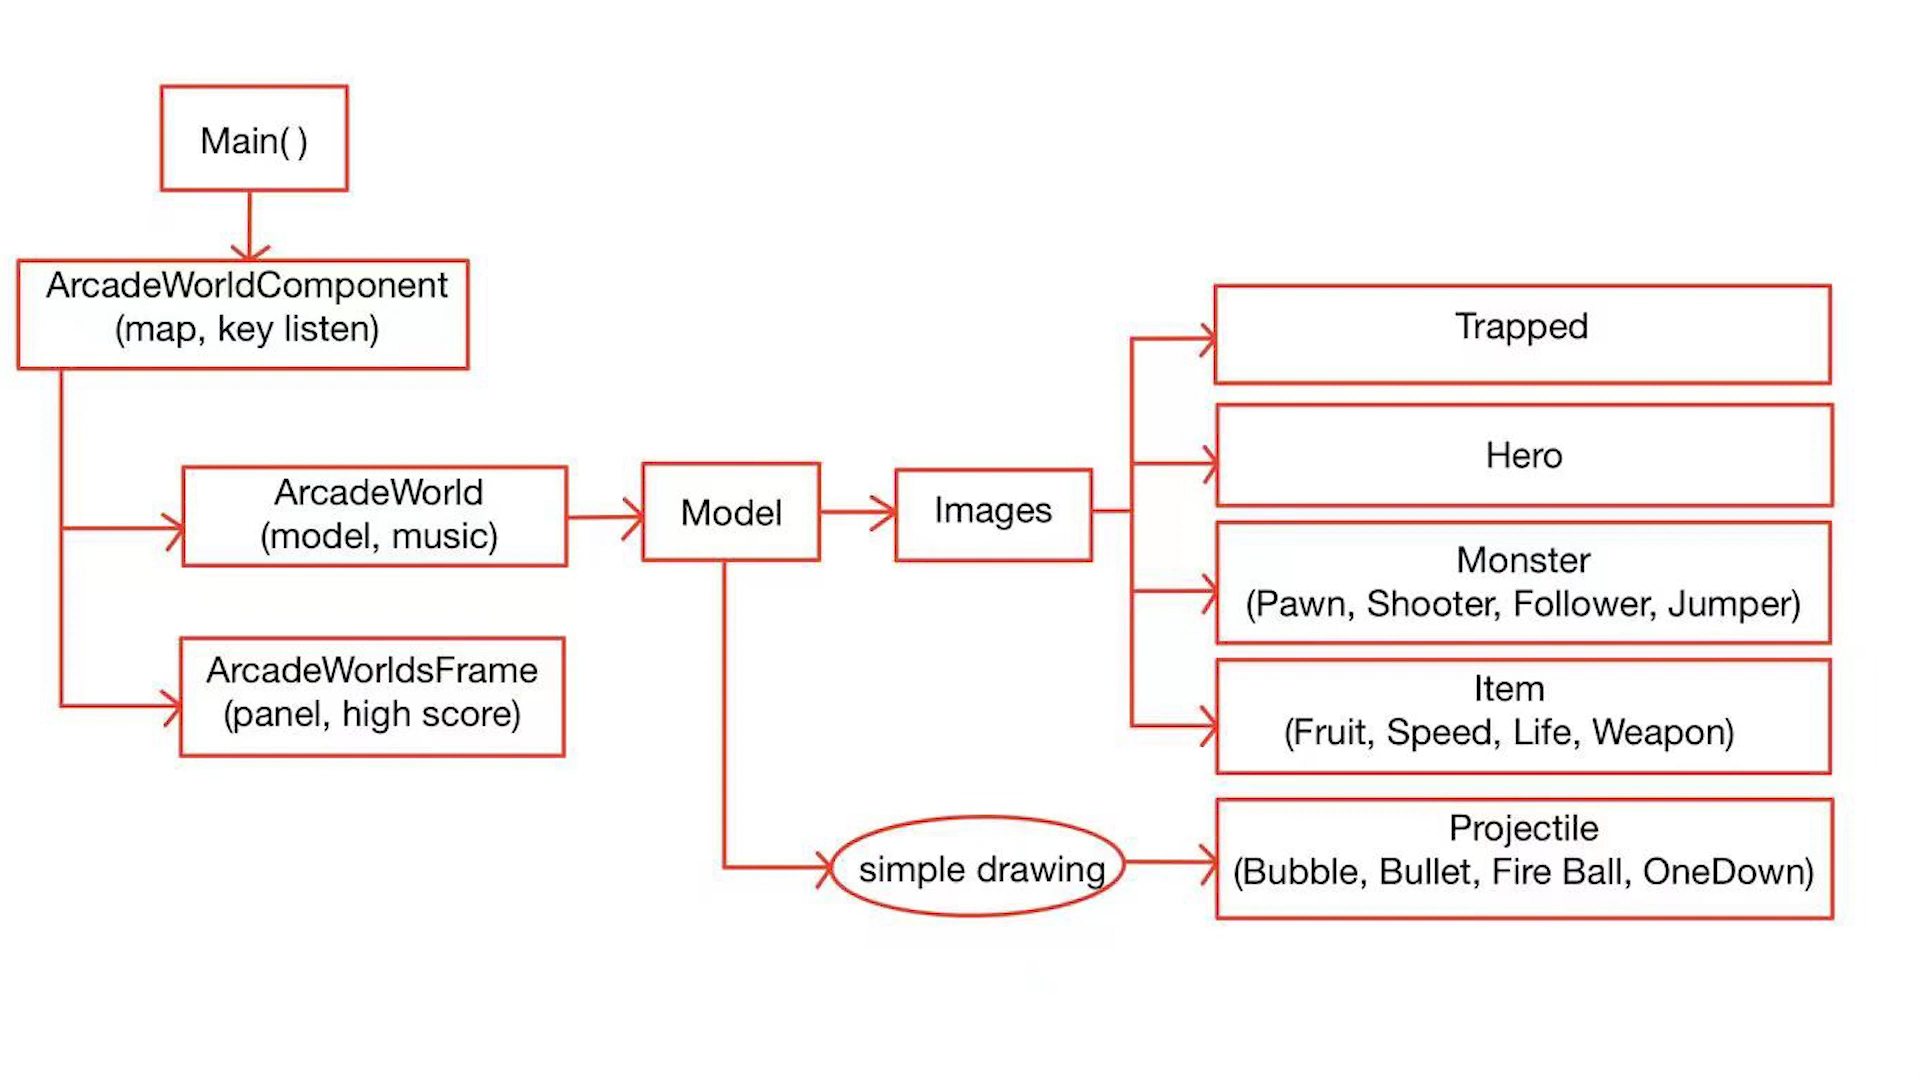 Main( )
ArcadeWorldComponent
(map, key listen)
ArcadeWorld
(model, music)
ArcadeWorldsFrame
(panel, high score)
Model
Images
simple drawing
Trapped
Hero
Monster
(Pawn, Shooter, Follower, Jumper)
Item
(Fruit, Speed, Life, Weapon)
Projectile
(Bubble, Bullet, Fire Ball, OneDown)